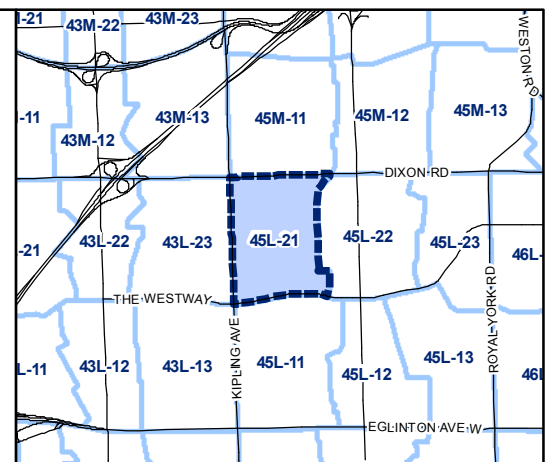 -21
43M-22
43M-23
WESTON RD
-11
43M-13
45M-11
45M-12
45M-13
43M-12
DIXON RD
-21
43L-22
43L-23
45L-21
45L-22
45L-23
46L-
THE WESTWAY
ROYAL YORK RD
KIPLING AVE
L-11
43L-12
43L-13
45L-11
45L-12
45L-13
46L
EGLINTON AVE W